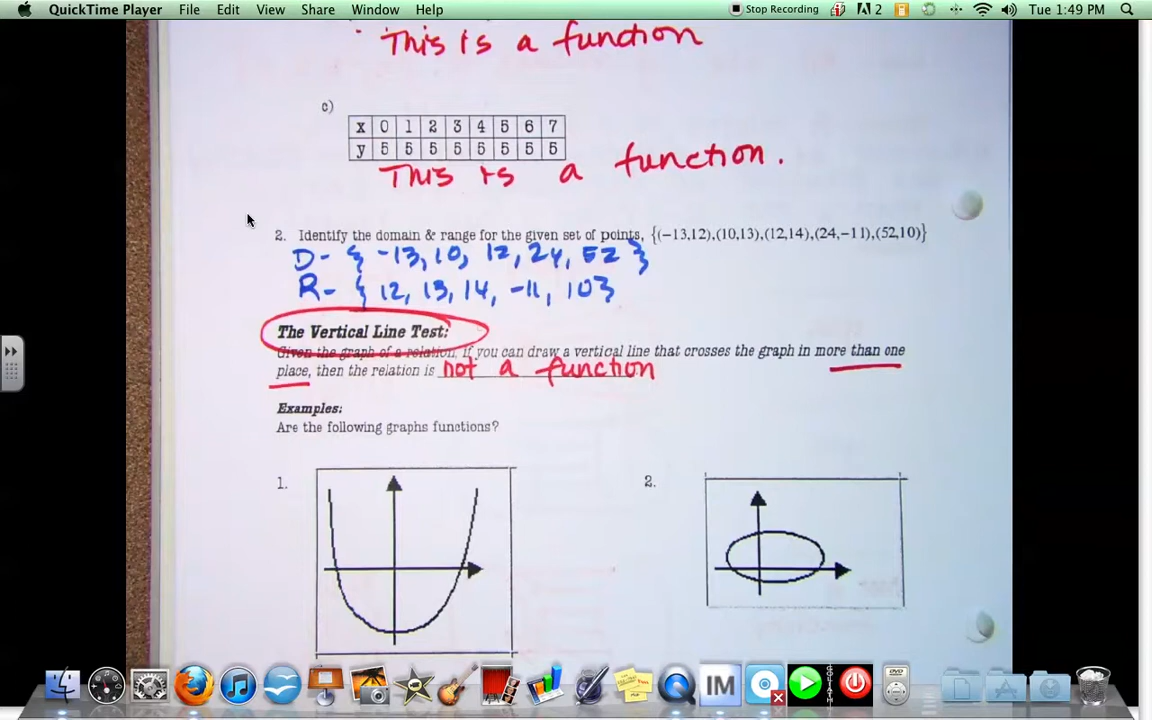 QuickTime Player File Edit View Share Window Help Stop Recording 2 Tue 1:49 PM
This is a function
c)
x 0 1 2 3 4 5 6 7
y 5 5 5 5 5 5 5 5
This is a function.
2. Identify the domain & range for the given set of points, {(−13,12),(10,13),(12,14),(24,−11),(52,10)}
D- { -13, 10, 12, 24, 52 }
R- { 12, 13, 14, -11, 10}
The Vertical Line Test:
Given the graph of a relation, if you can draw a vertical line that crosses the graph in more than one
place, then the relation is not a function
Examples:
Are the following graphs functions?
1. 2.
IM